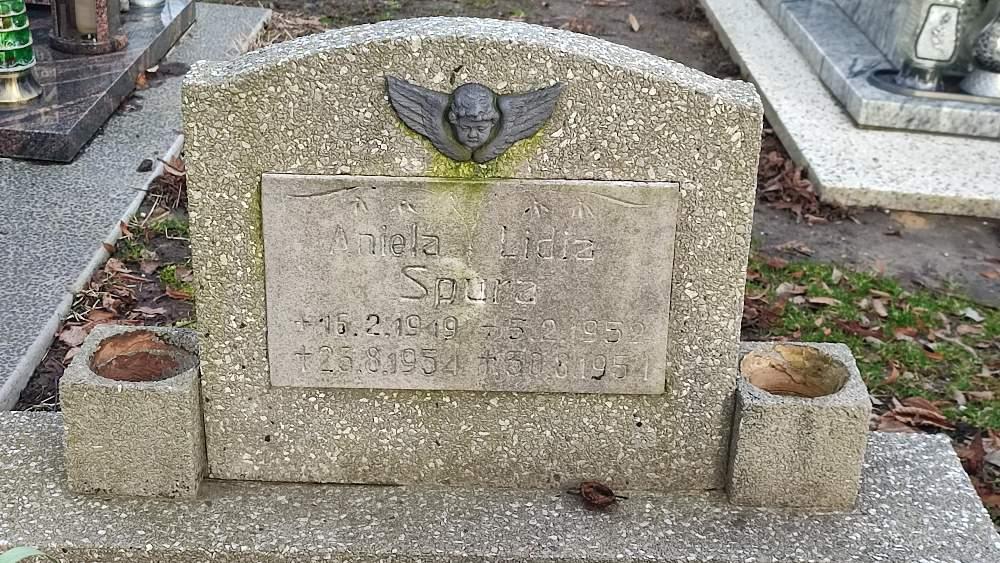 Aniela Lidia
Spura
*16.2.1949 *5.2.1952
†25.8.1954 †30.8.1954